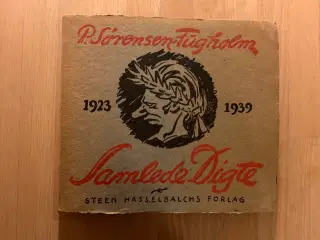 P. Sørensen-Fugholm
1923 1939
Samlede Digte
STEEN HASSELBALCHS FORLAG